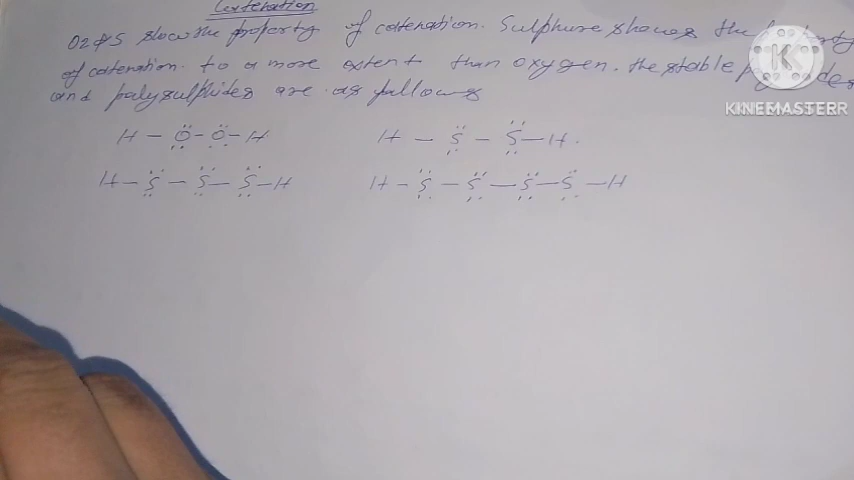 Catenation
O2 & S show the property of catenation. Sulphure shows the
of catenation. to a more extent than oxygen. the stable
and polysulphides are as follows
KINEMASTERR
H - O - O - H
H - S - S - H.
H - S - S - S - H
H - S - S - S - S - H